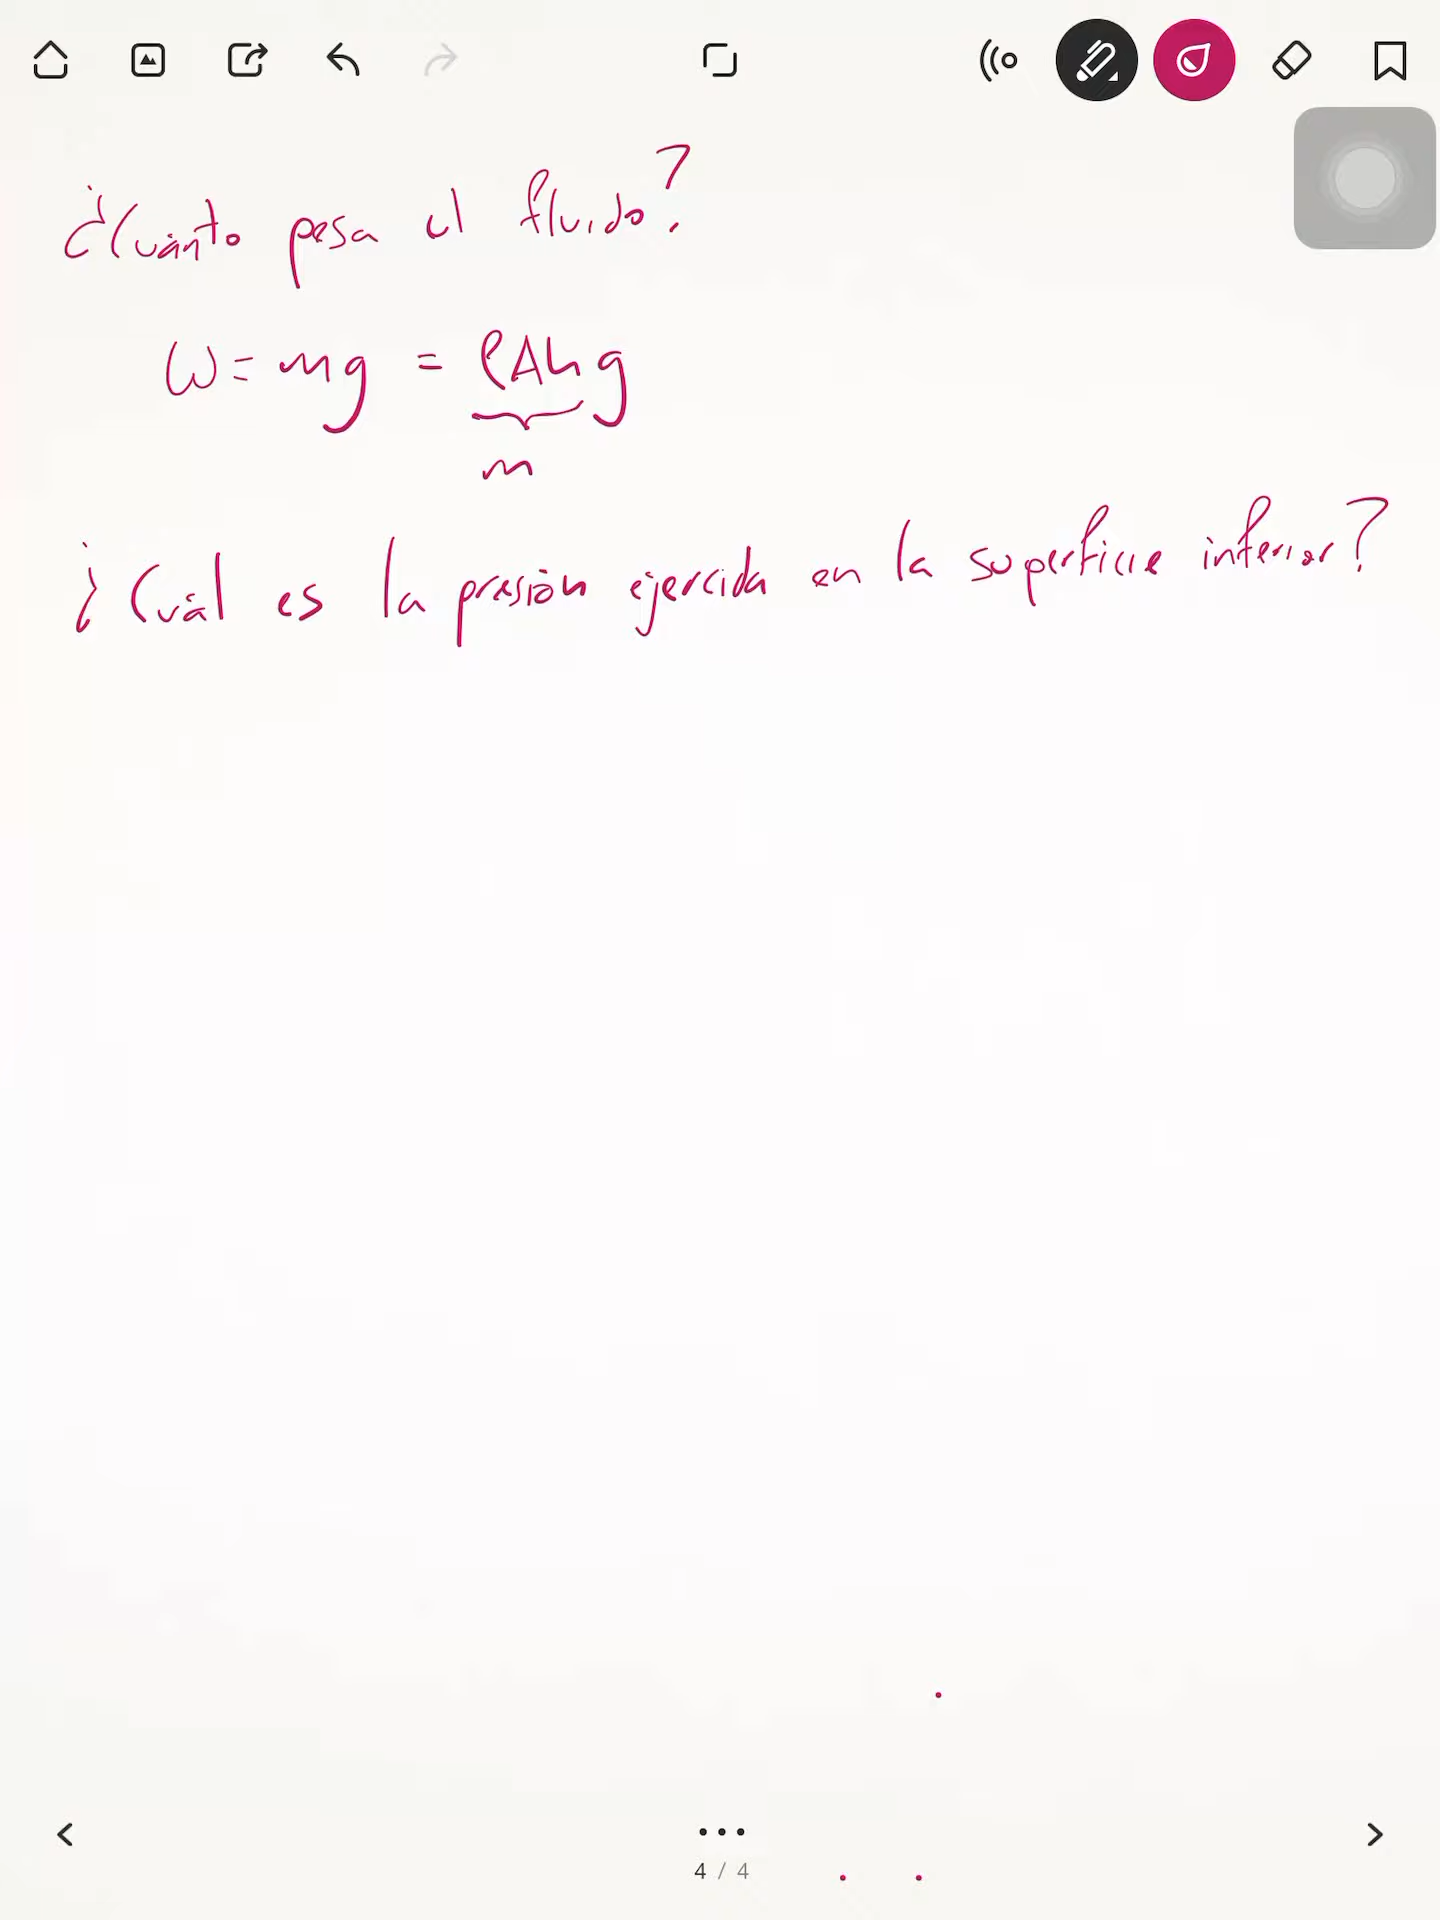 ¿Cuánto pesa el fluido?
W = mg = ρAhg
m
¿Cuál es la presión ejercida en la superficie inferior?
4 / 4